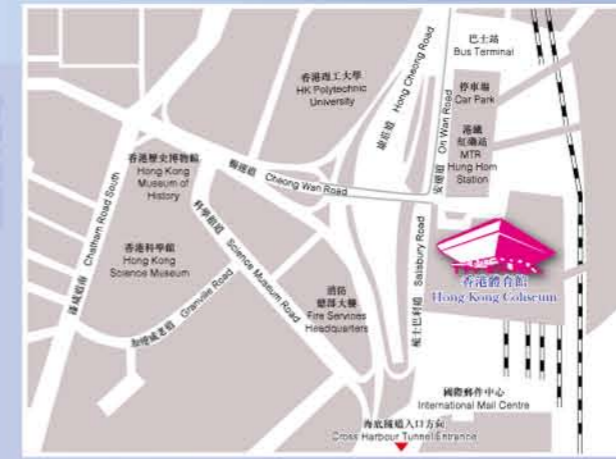 巴士站
Bus Terminal
香港理工大學
HK Polytechnic
University
康莊道 Hong Cheong Road
停車場
Car Park
港鐵
紅磡站
MTR
Hung Hom
Station
安運道 On Wan Road
香港歷史博物館
Hong Kong
Museum of
History
暢運道 Cheong Wan Road
科學館道 Science Museum Road
香港科學館
Hong Kong
Science Museum
漆咸道南 Chatham Road South
加連威老道 Granville Road
消防
總部大廈
Fire Services
Headquarters
梳士巴利道 Salisbury Road
香港體育館
Hong Kong Coliseum
國際郵件中心
International Mail Centre
海底隧道入口方向
Cross Harbour Tunnel Entrance